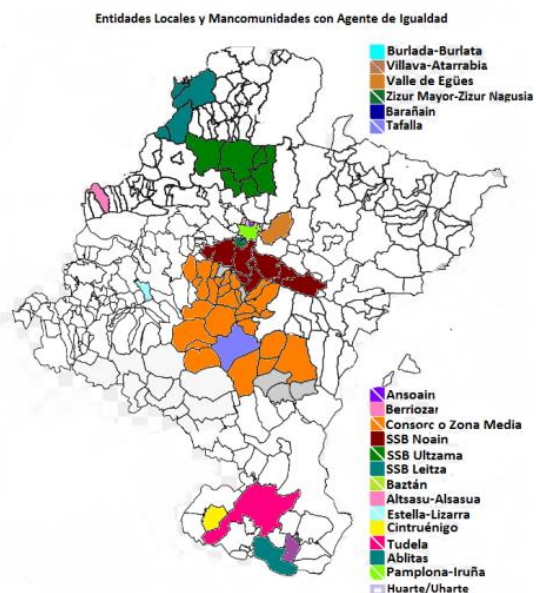 Entidades Locales y Mancomunidades con Agente de Igualdad
Burlada-Burlata
Villava-Atarrabia
Valle de Egües
Zizur Mayor-Zizur Nagusia
Barañain
Tafalla
Ansoain
Berriozar
Consorc o Zona Media
SSB Noain
SSB Ultzama
SSB Leitza
Baztán
Altsasu-Alsasua
Estella-Lizarra
Cintruénigo
Tudela
Ablitas
Pamplona-Iruña
Huarte/Uharte